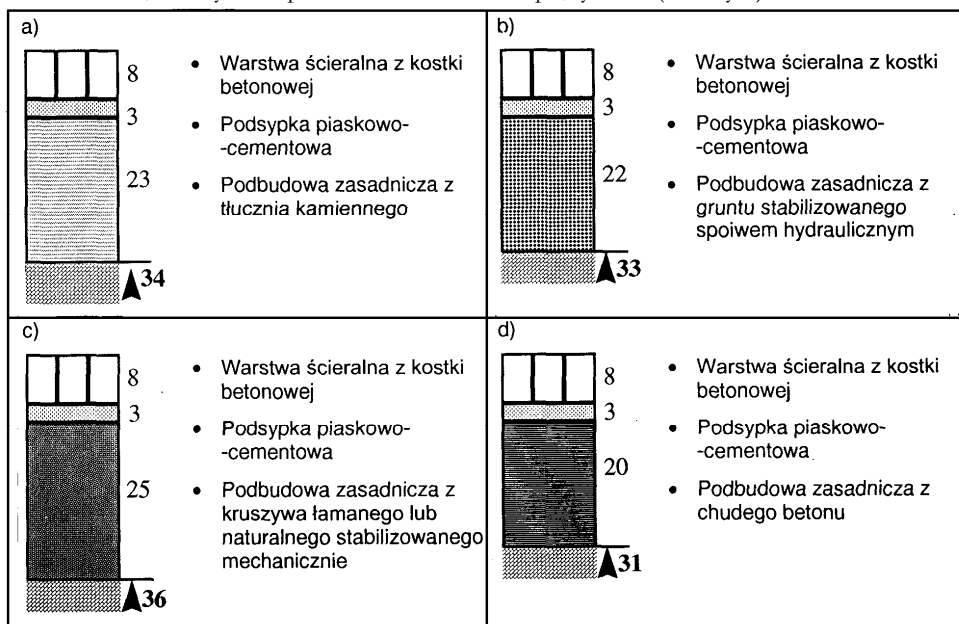 a)
8
3
23
34
• Warstwa ścieralna z kostki
betonowej
• Podsypka piaskowo-
-cementowa
• Podbudowa zasadnicza z
tłucznia kamiennego
b)
8
3
22
33
• Warstwa ścieralna z kostki
betonowej
• Podsypka piaskowo-
-cementowa
• Podbudowa zasadnicza z
gruntu stabilizowanego
spoiwem hydraulicznym
c)
8
3
25
36
• Warstwa ścieralna z kostki
betonowej
• Podsypka piaskowo-
-cementowa
• Podbudowa zasadnicza z
kruszywa łamanego lub
naturalnego stabilizowanego
mechanicznie
d)
8
3
20
31
• Warstwa ścieralna z kostki
betonowej
• Podsypka piaskowo-
-cementowa
• Podbudowa zasadnicza z
chudego betonu